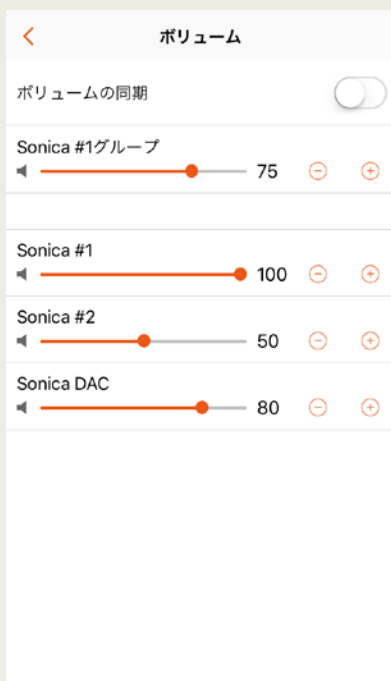 ボリューム
ボリュームの同期
Sonica #1グループ
75
Sonica #1
100
Sonica #2
50
Sonica DAC
80